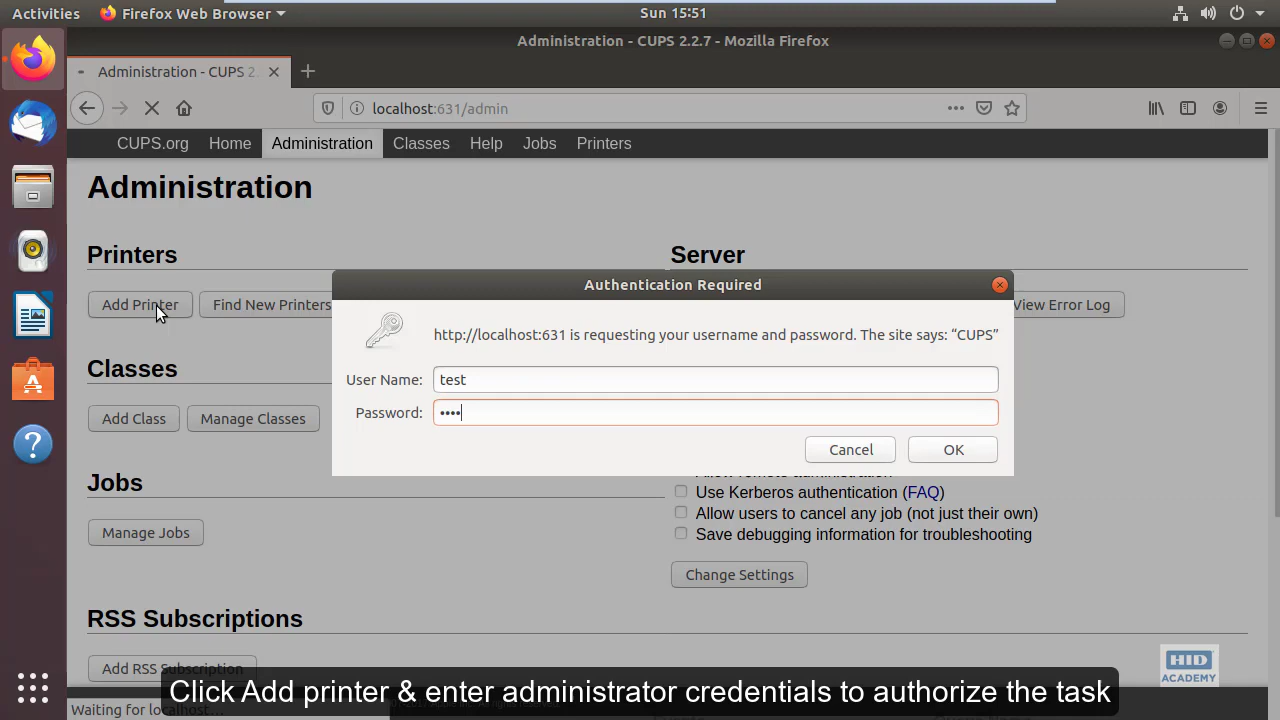 Activities
Firefox Web Browser
Sun 15:51
Administration - CUPS 2.2.7 - Mozilla Firefox
Administration - CUPS 2
localhost:631/admin
CUPS.org
Home
Administration
Classes
Help
Jobs
Printers
Administration
Printers
Server
Add Printer
Find New Printers
View Error Log
Authentication Required
http://localhost:631 is requesting your username and password. The site says: “CUPS”
User Name: test
Password: ••••
Cancel
OK
Classes
Add Class
Manage Classes
Jobs
Manage Jobs
Use Kerberos authentication (FAQ)
Allow users to cancel any job (not just their own)
Save debugging information for troubleshooting
Change Settings
RSS Subscriptions
Add RSS Subscription
HID
ACADEMY
Click Add printer & enter administrator credentials to authorize the task
Waiting for localhost...